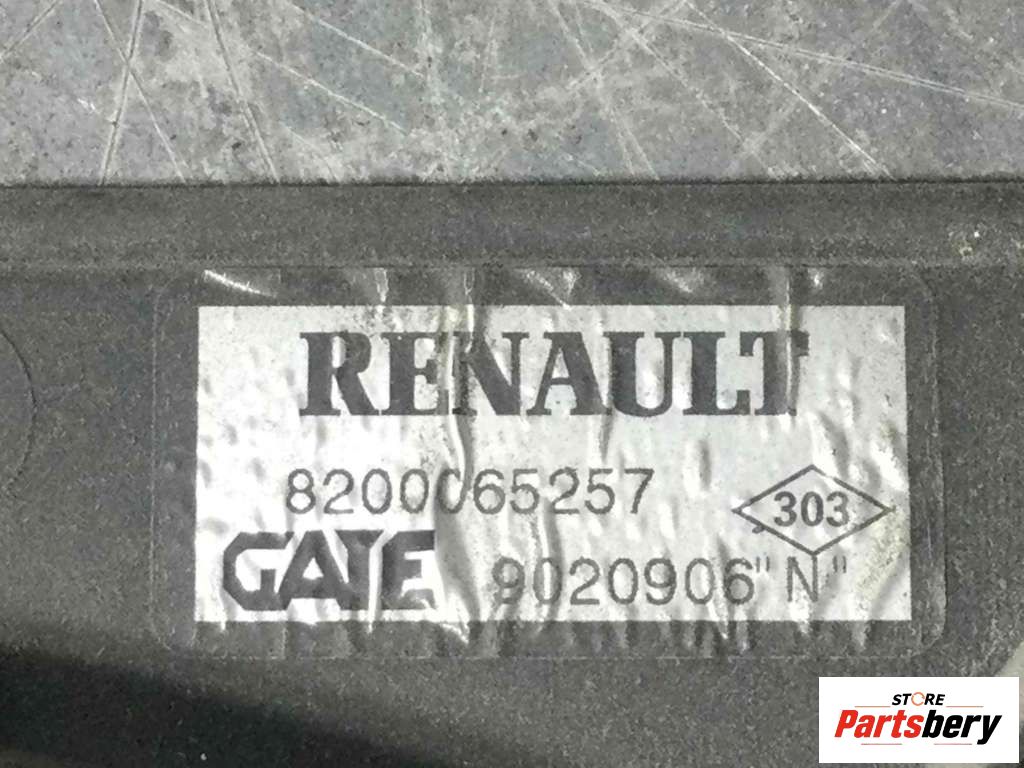 RENAULT
8200065257
303
GATE
9020906"N"
STORE
Partsbery